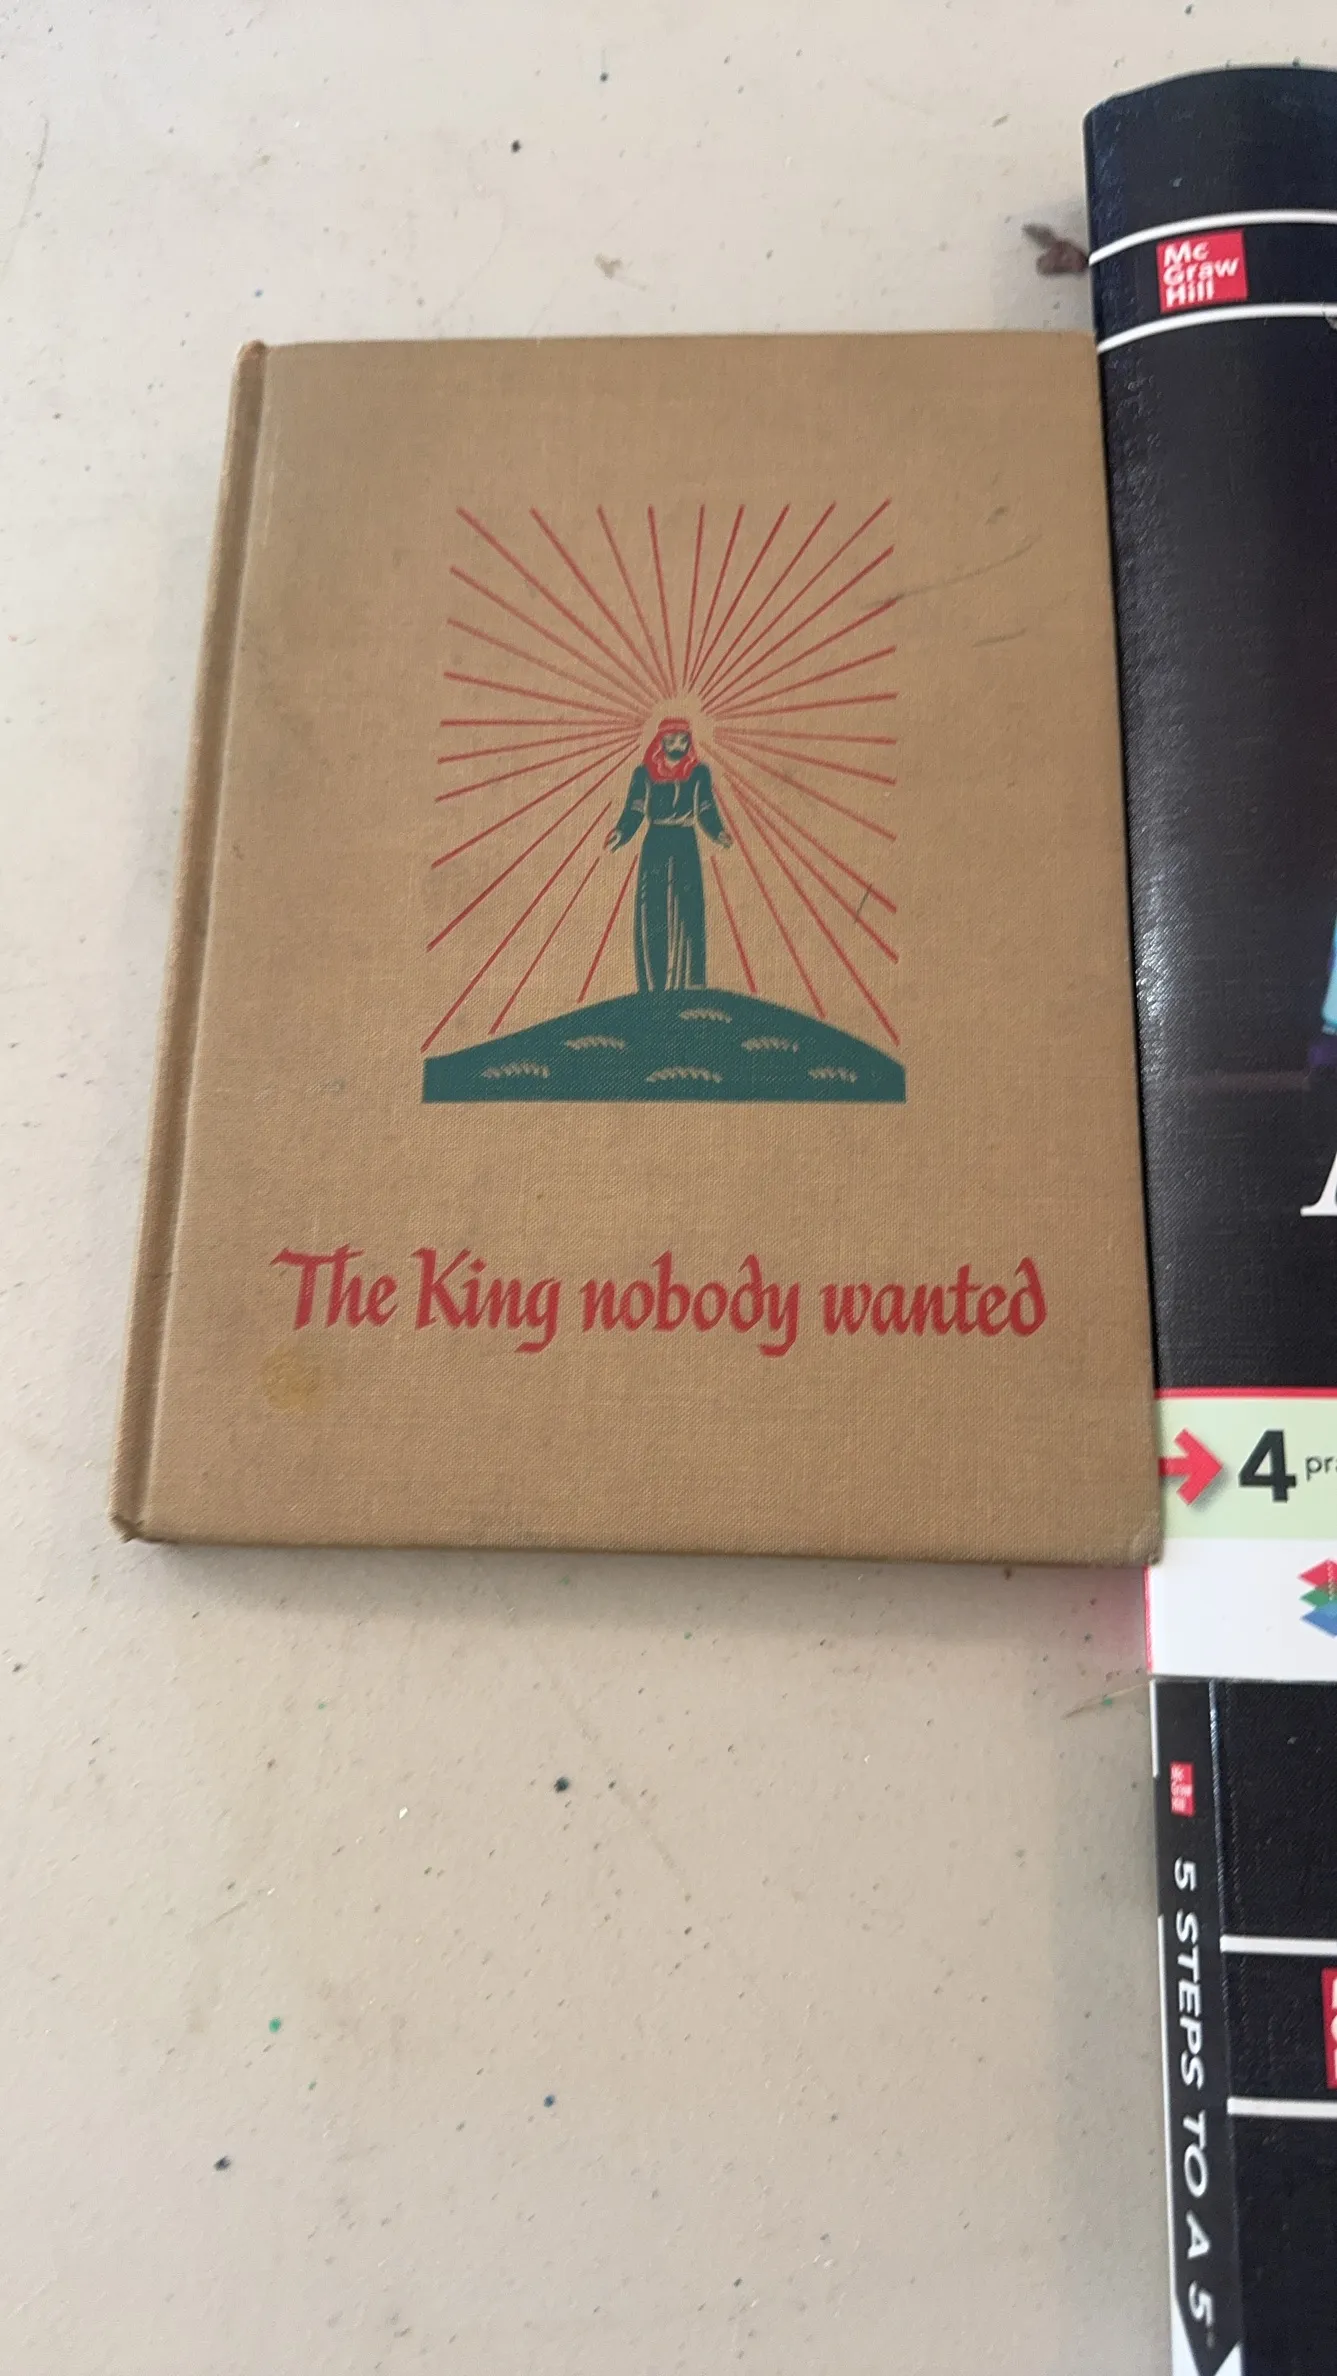 The King nobody wanted
Mc
Graw
Hill
4
5 STEPS TO A 5